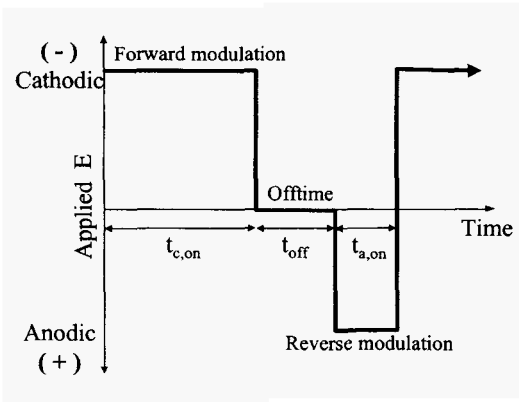 (-)
Forward modulation
Cathodic
Applied E
Offtime
Time
t_c,on
t_off
t_a,on
Anodic
(+)
Reverse modulation